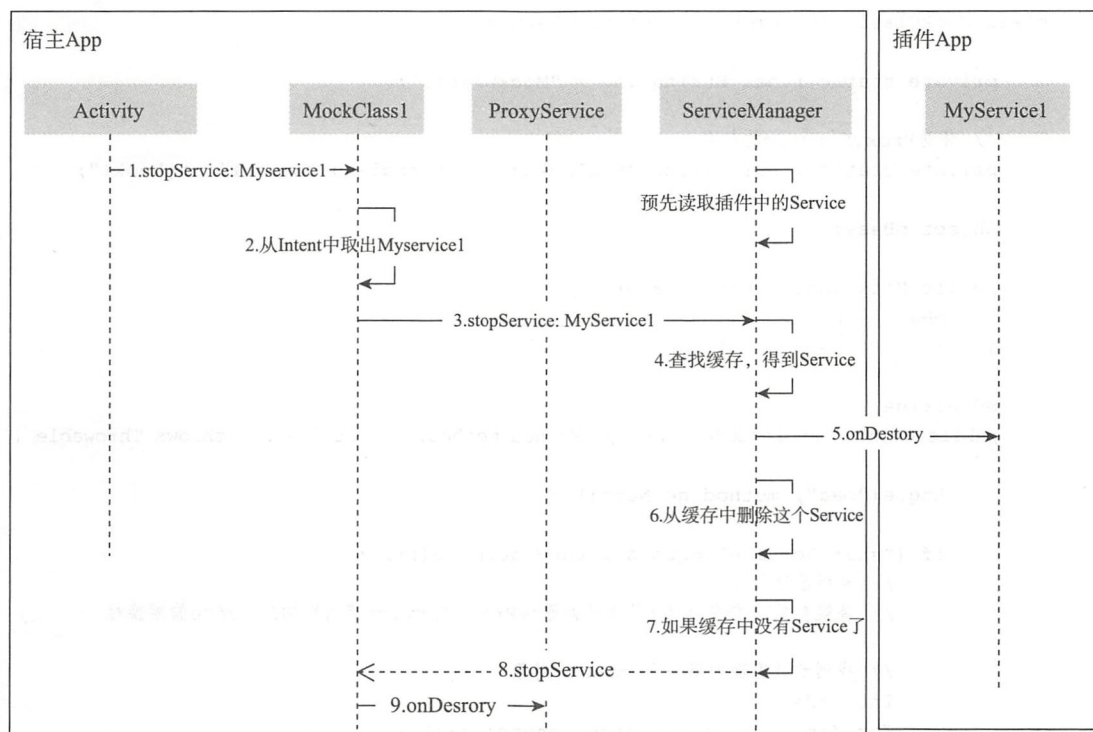 宿主App
插件App
Activity
MockClass1
ProxyService
ServiceManager
MyService1
1.stopService: Myservice1
预先读取插件中的Service
2.从Intent中取出Myservice1
3.stopService: MyService1
4.查找缓存，得到Service
5.onDestory
6.从缓存中删除这个Service
7.如果缓存中没有Service了
8.stopService
9.onDesrory